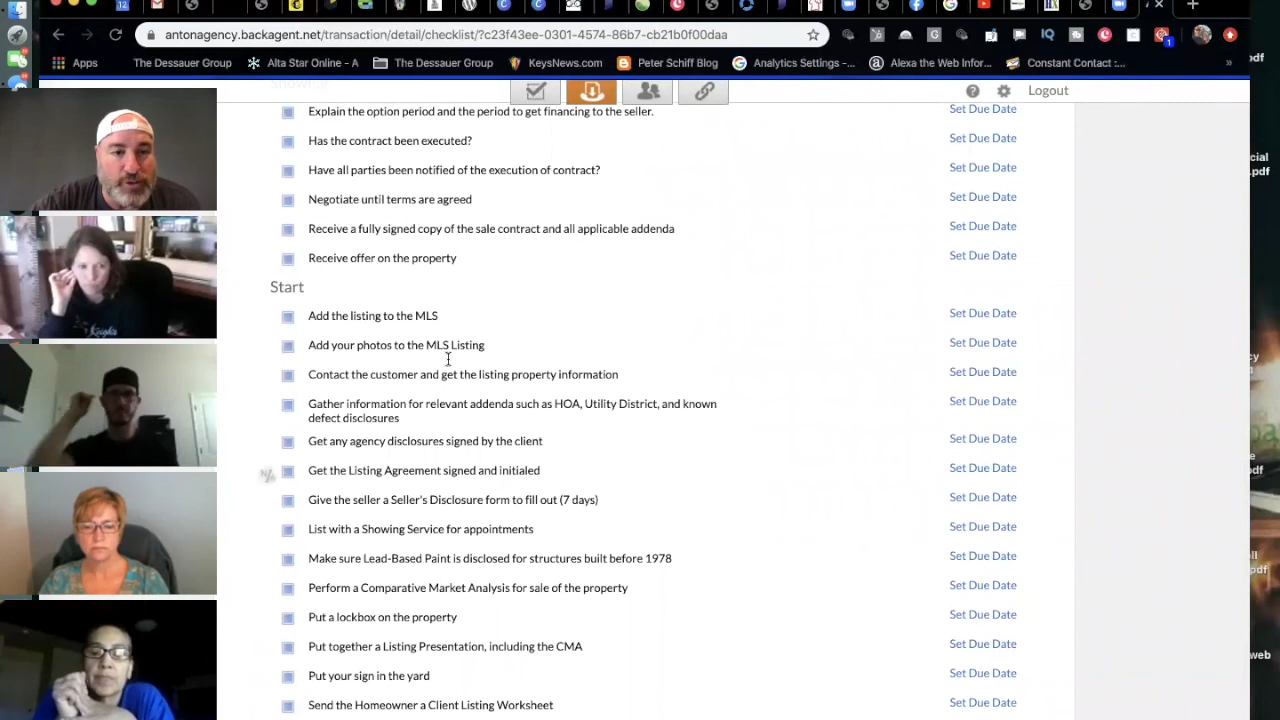 antonagency.backagent.net/transaction/detail/checklist/?c23f43ee-0301-4574-86b7-cb21b0f00daa
Apps The Dessauer Group Alta Star Online - A... The Dessauer Group KeysNews.com Peter Schiff Blog Analytics Settings -... Alexa the Web Infor... Constant Contact :... »
Logout
Explain the option period and the period to get financing to the seller. Set Due Date
Has the contract been executed? Set Due Date
Have all parties been notified of the execution of contract? Set Due Date
Negotiate until terms are agreed Set Due Date
Receive a fully signed copy of the sale contract and all applicable addenda Set Due Date
Receive offer on the property Set Due Date
Start
Add the listing to the MLS Set Due Date
Add your photos to the MLS Listing Set Due Date
Contact the customer and get the listing property information Set Due Date
Gather information for relevant addenda such as HOA, Utility District, and known Set Due Date
defect disclosures
Get any agency disclosures signed by the client Set Due Date
N/A Get the Listing Agreement signed and initialed Set Due Date
Give the seller a Seller's Disclosure form to fill out (7 days) Set Due Date
List with a Showing Service for appointments Set Due Date
Make sure Lead-Based Paint is disclosed for structures built before 1978 Set Due Date
Perform a Comparative Market Analysis for sale of the property Set Due Date
Put a lockbox on the property Set Due Date
Put together a Listing Presentation, including the CMA Set Due Date
Put your sign in the yard Set Due Date
Send the Homeowner a Client Listing Worksheet Set Due Date
Knights